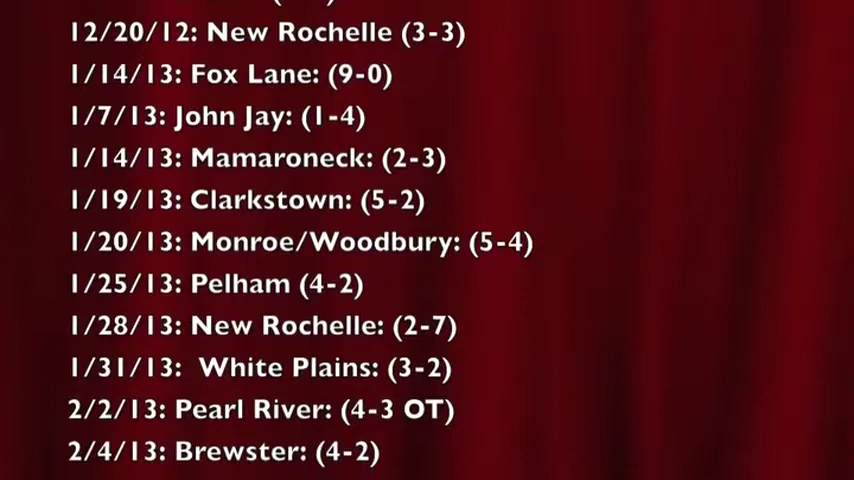 12/20/12: New Rochelle (3-3)
1/14/13: Fox Lane: (9-0)
1/7/13: John Jay: (1-4)
1/14/13: Mamaroneck: (2-3)
1/19/13: Clarkstown: (5-2)
1/20/13: Monroe/Woodbury: (5-4)
1/25/13: Pelham (4-2)
1/28/13: New Rochelle: (2-7)
1/31/13:  White Plains: (3-2)
2/2/13: Pearl River: (4-3 OT)
2/4/13: Brewster: (4-2)